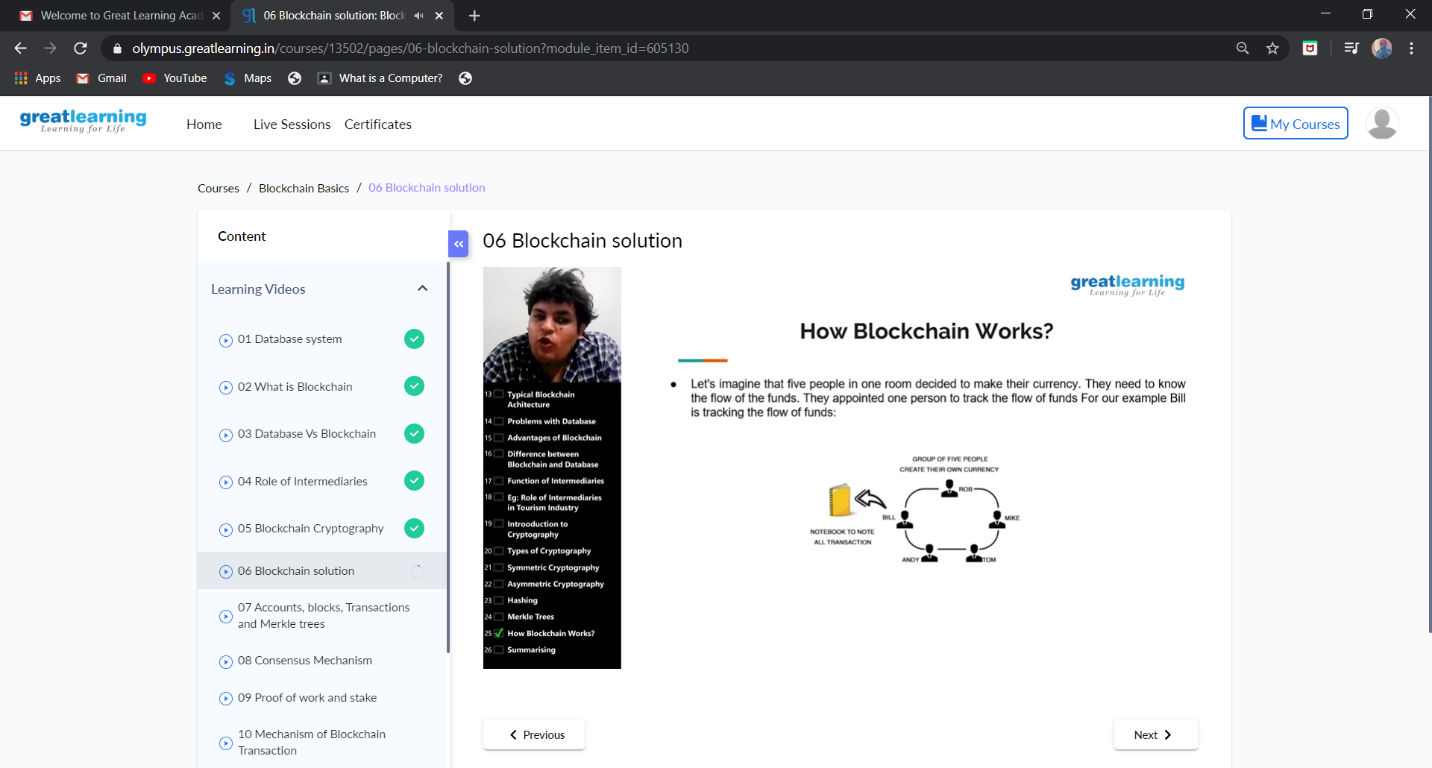 Welcome to Great Learning Acad
06 Blockchain solution: Block
olympus.greatlearning.in/courses/13502/pages/06-blockchain-solution?module_item_id=605130
Apps
Gmail
YouTube
Maps
What is a Computer?
greatlearning
Learning for Life
Home
Live Sessions
Certificates
My Courses
Courses / Blockchain Basics / 06 Blockchain solution
Content
Learning Videos
01 Database system
02 What is Blockchain
03 Database Vs Blockchain
04 Role of Intermediaries
05 Blockchain Cryptography
06 Blockchain solution
07 Accounts, blocks, Transactions
and Merkle trees
08 Consensus Mechanism
09 Proof of work and stake
10 Mechanism of Blockchain
Transaction
06 Blockchain solution
13 Typical Blockchain
Achitecture
14 Problems with Database
15 Advantages of Blockchain
16 Difference between
Blockchain and Database
17 Function of Intermediaries
18 Eg: Role of Intermediaries
in Tourism Industry
19 Introoduction to
Cryptography
20 Types of Cryptography
21 Symmetric Cryptography
22 Asymmetric Cryptography
23 Hashing
24 Merkle Trees
25 How Blockchain Works?
26 Summarising
greatlearning
Learning for Life
How Blockchain Works?
• Let's imagine that five people in one room decided to make their currency. They need to know
the flow of the funds. They appointed one person to track the flow of funds For our example Bill
is tracking the flow of funds:
GROUP OF FIVE PEOPLE
CREATE THEIR OWN CURRENCY
ROB
BILL
MIKE
NOTEBOOK TO NOTE
ALL TRANSACTION
ANDY
TOM
Previous
Next